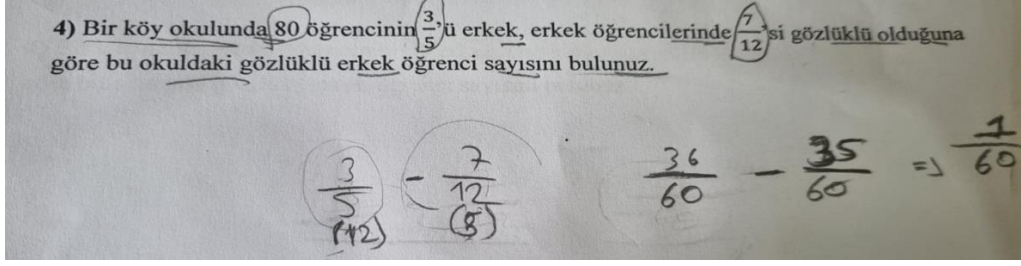 4) Bir köy okulunda 80 öğrencinin 3/5'ü erkek, erkek öğrencilerinde 7/12'si gözlüklü olduğuna
göre bu okuldaki gözlüklü erkek öğrenci sayısını bulunuz.
3/5 - 7/12 36/60 - 35/60 => 1/60
(12) (5)